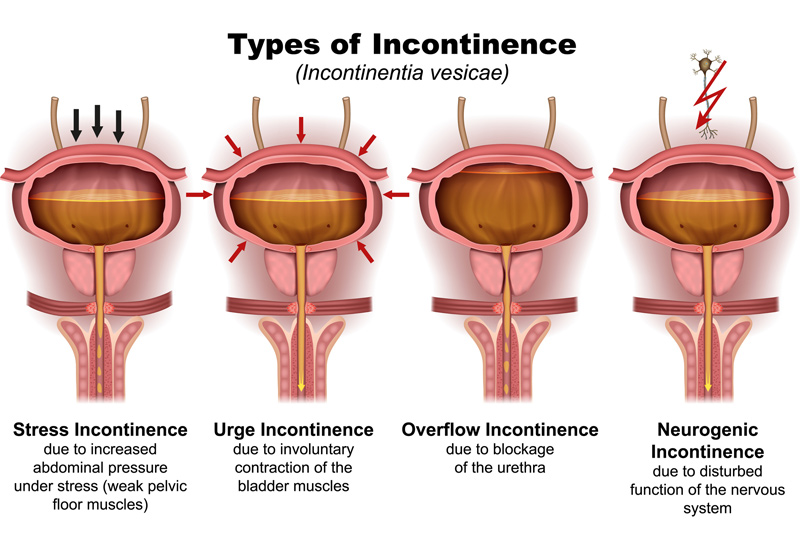 Types of Incontinence
(Incontinentia vesicae)
Stress Incontinence
due to increased
abdominal pressure
under stress (weak pelvic
floor muscles)
Urge Incontinence
due to involuntary
contraction of the
bladder muscles
Overflow Incontinence
due to blockage
of the urethra
Neurogenic
Incontinence
due to disturbed
function of the nervous
system